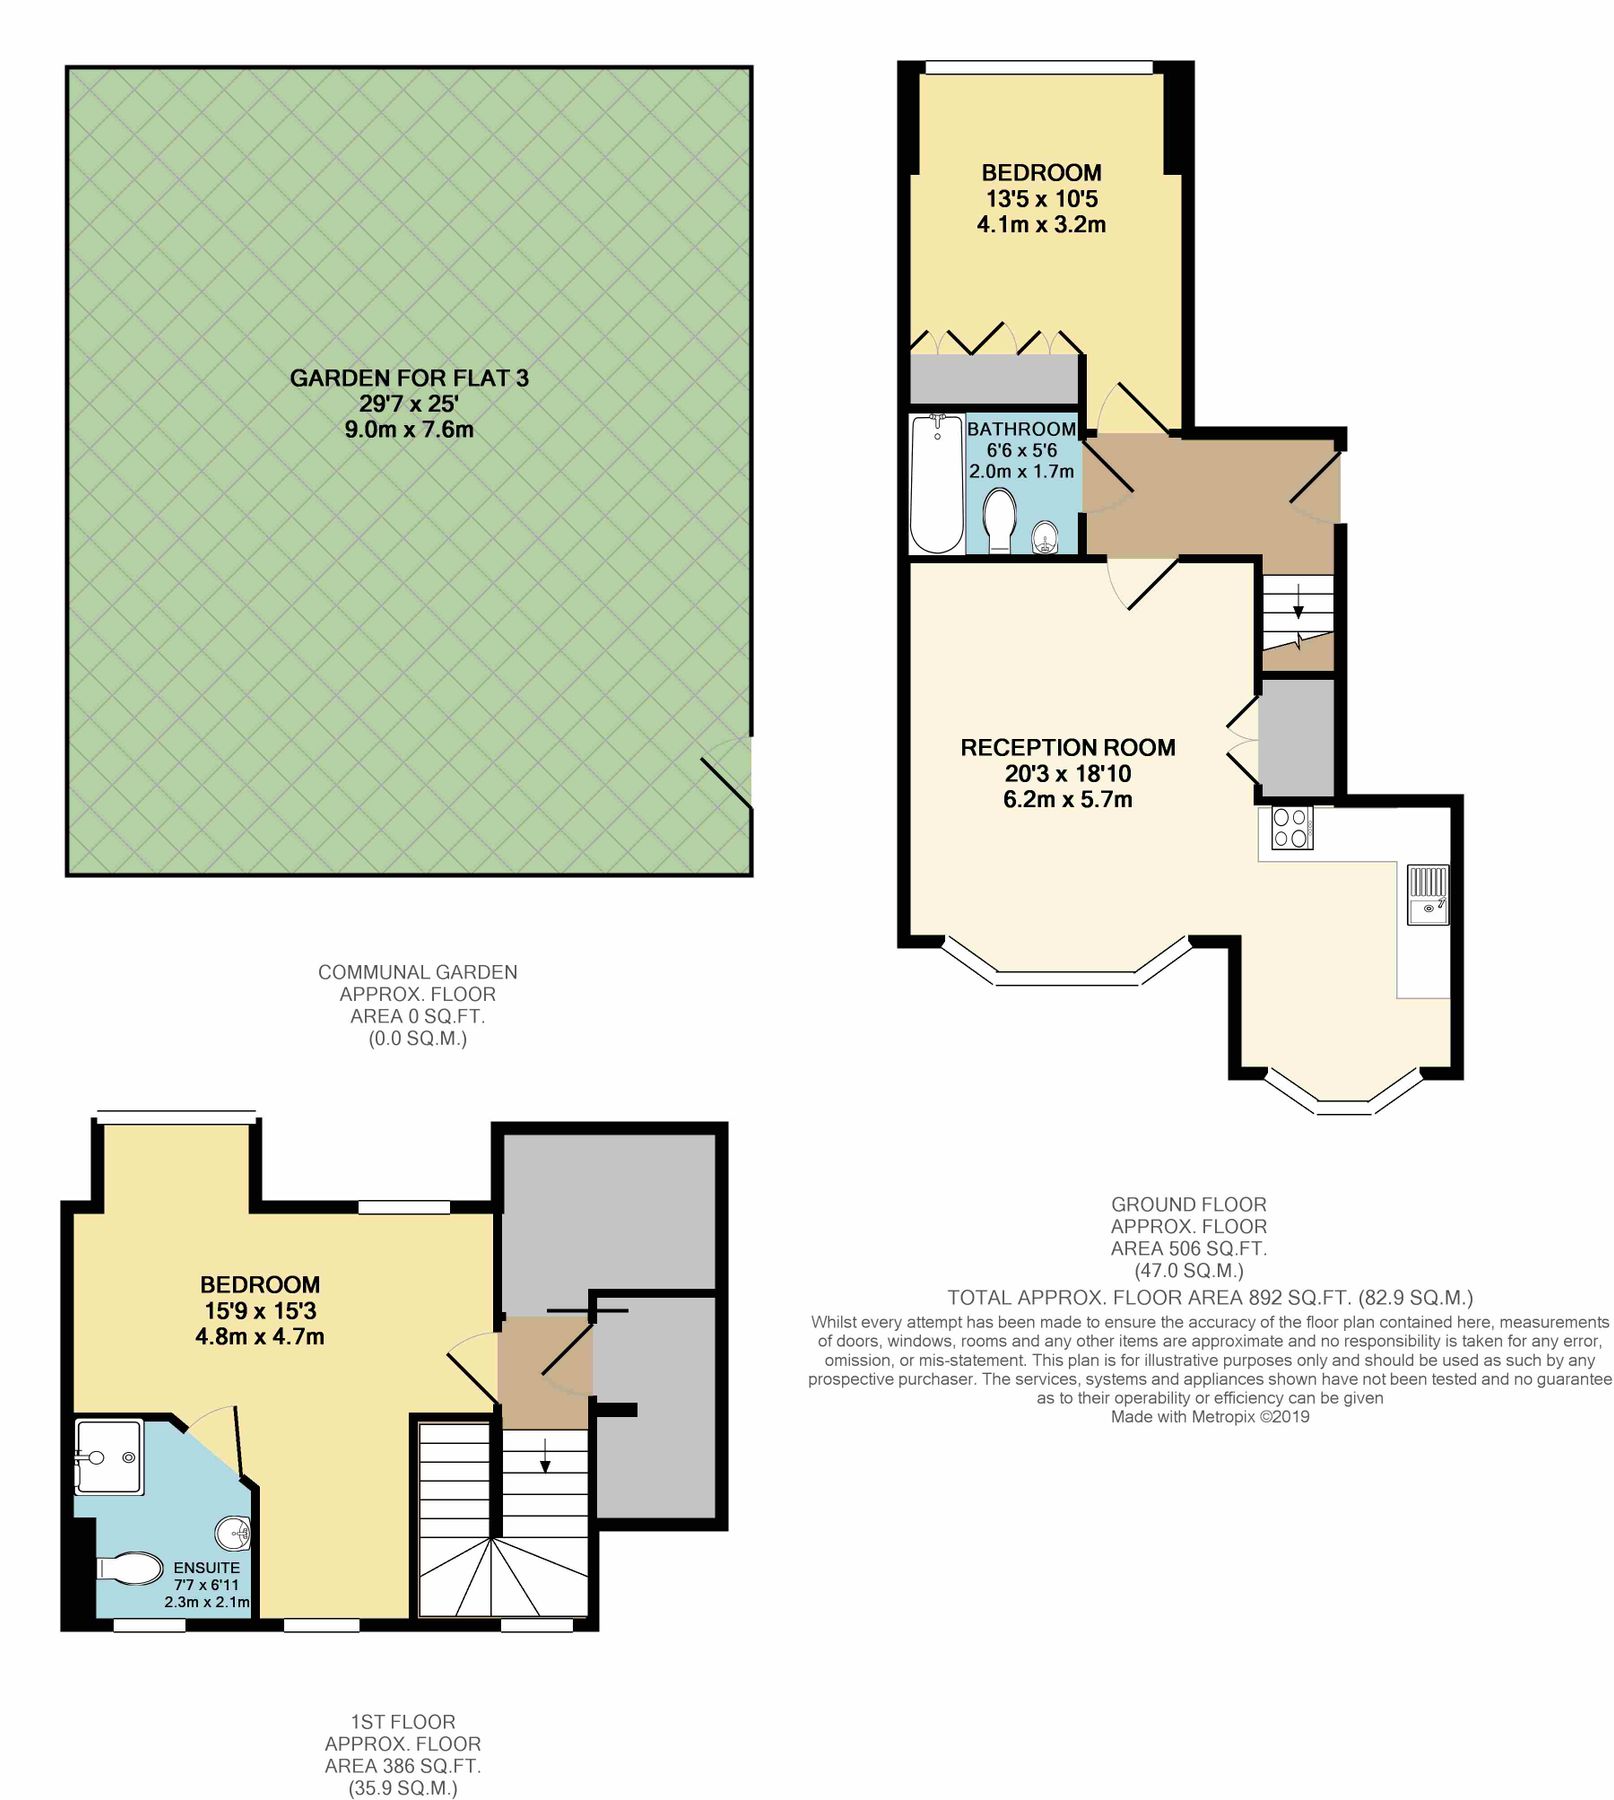 GARDEN FOR FLAT 3
29'7 x 25'
9.0m x 7.6m
COMMUNAL GARDEN
APPROX. FLOOR
AREA 0 SQ.FT.
(0.0 SQ.M.)
BEDROOM
13'5 x 10'5
4.1m x 3.2m
BATHROOM
6'6 x 5'6
2.0m x 1.7m
RECEPTION ROOM
20'3 x 18'10
6.2m x 5.7m
GROUND FLOOR
APPROX. FLOOR
AREA 506 SQ.FT.
(47.0 SQ.M.)
BEDROOM
15'9 x 15'3
4.8m x 4.7m
ENSUITE
7'7 x 6'11
2.3m x 2.1m
1ST FLOOR
APPROX. FLOOR
AREA 386 SQ.FT.
(35.9 SQ.M.)
TOTAL APPROX. FLOOR AREA 892 SQ.FT. (82.9 SQ.M.)
Whilst every attempt has been made to ensure the accuracy of the floor plan contained here, measurements
of doors, windows, rooms and any other items are approximate and no responsibility is taken for any error,
omission, or mis-statement. This plan is for illustrative purposes only and should be used as such by any
prospective purchaser. The services, systems and appliances shown have not been tested and no guarantee
as to their operability or efficiency can be given
Made with Metropix ©2019